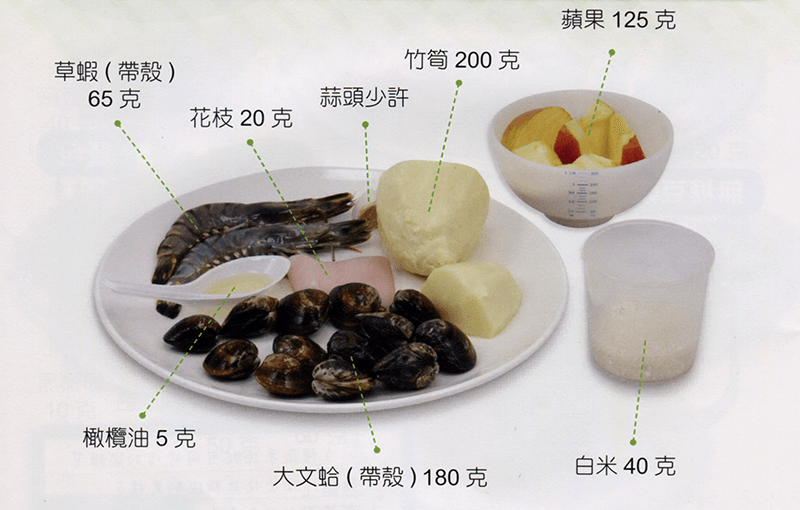 蘋果 125 克
竹筍 200 克
草蝦 ( 帶殼 )
65 克
蒜頭少許
花枝 20 克
橄欖油 5 克
大文蛤 ( 帶殼 ) 180 克
白米 40 克